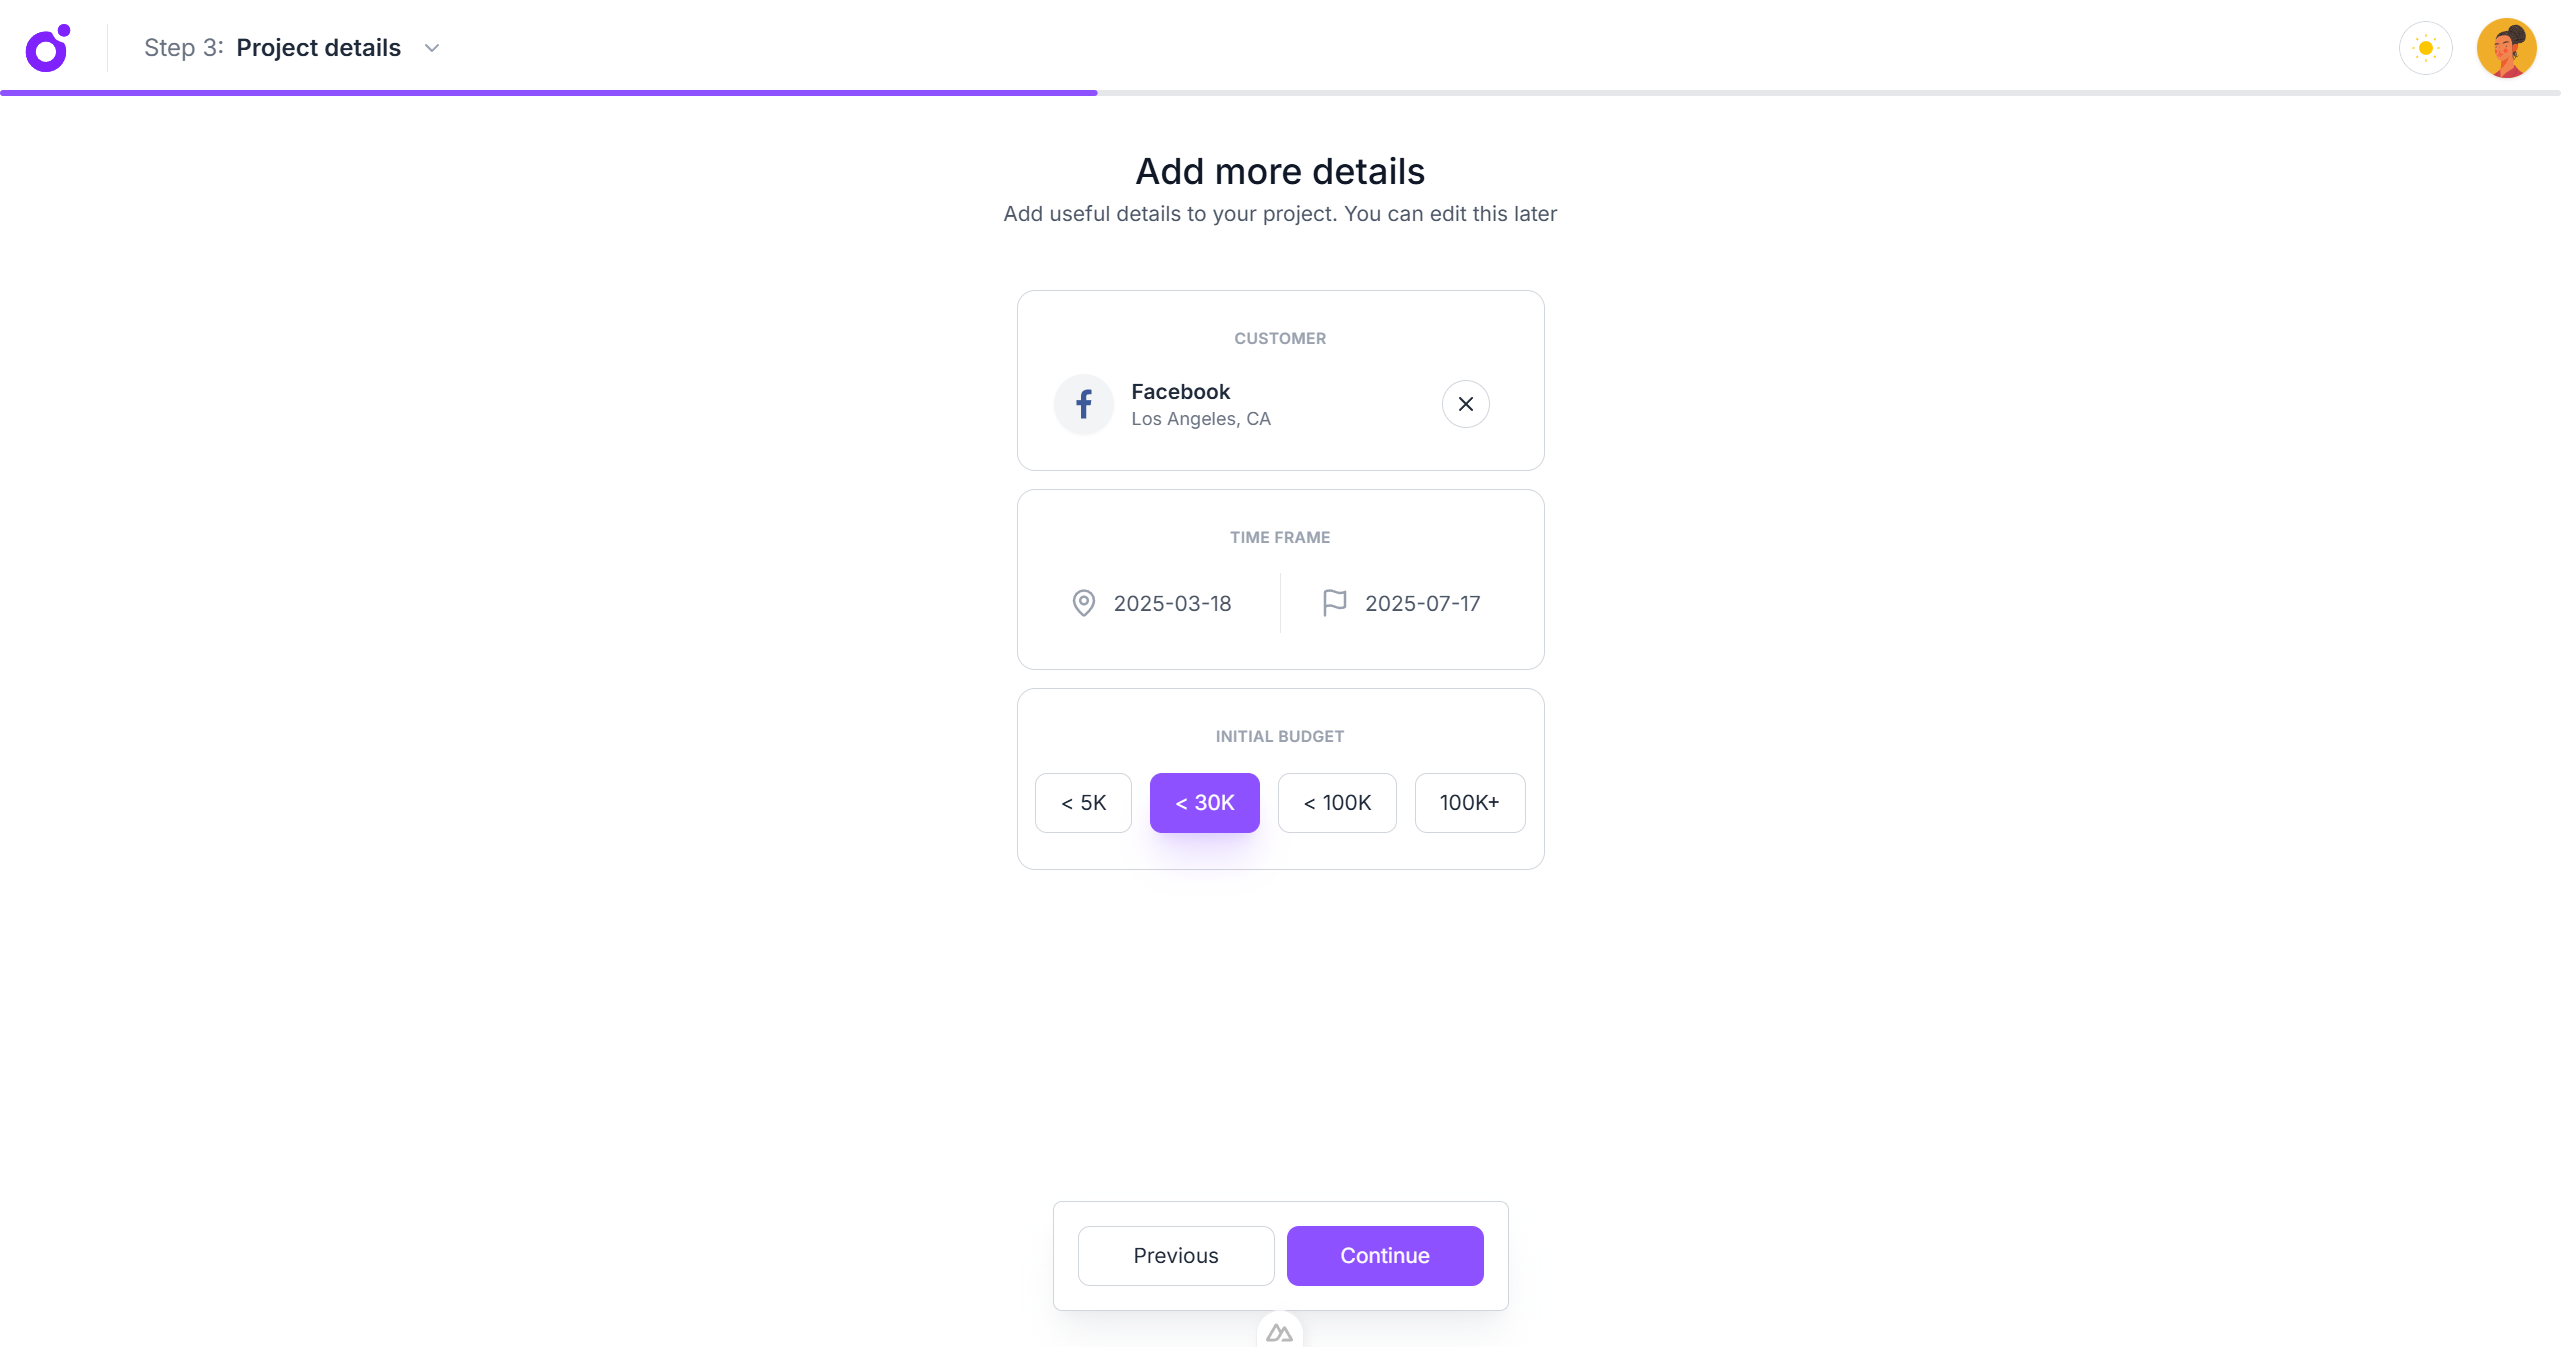 Step 3: Project details
Add more details
Add useful details to your project. You can edit this later
CUSTOMER
Facebook
Los Angeles, CA
TIME FRAME
2025-03-18
2025-07-17
INITIAL BUDGET
< 5K
< 30K
< 100K
100K+
Previous
Continue